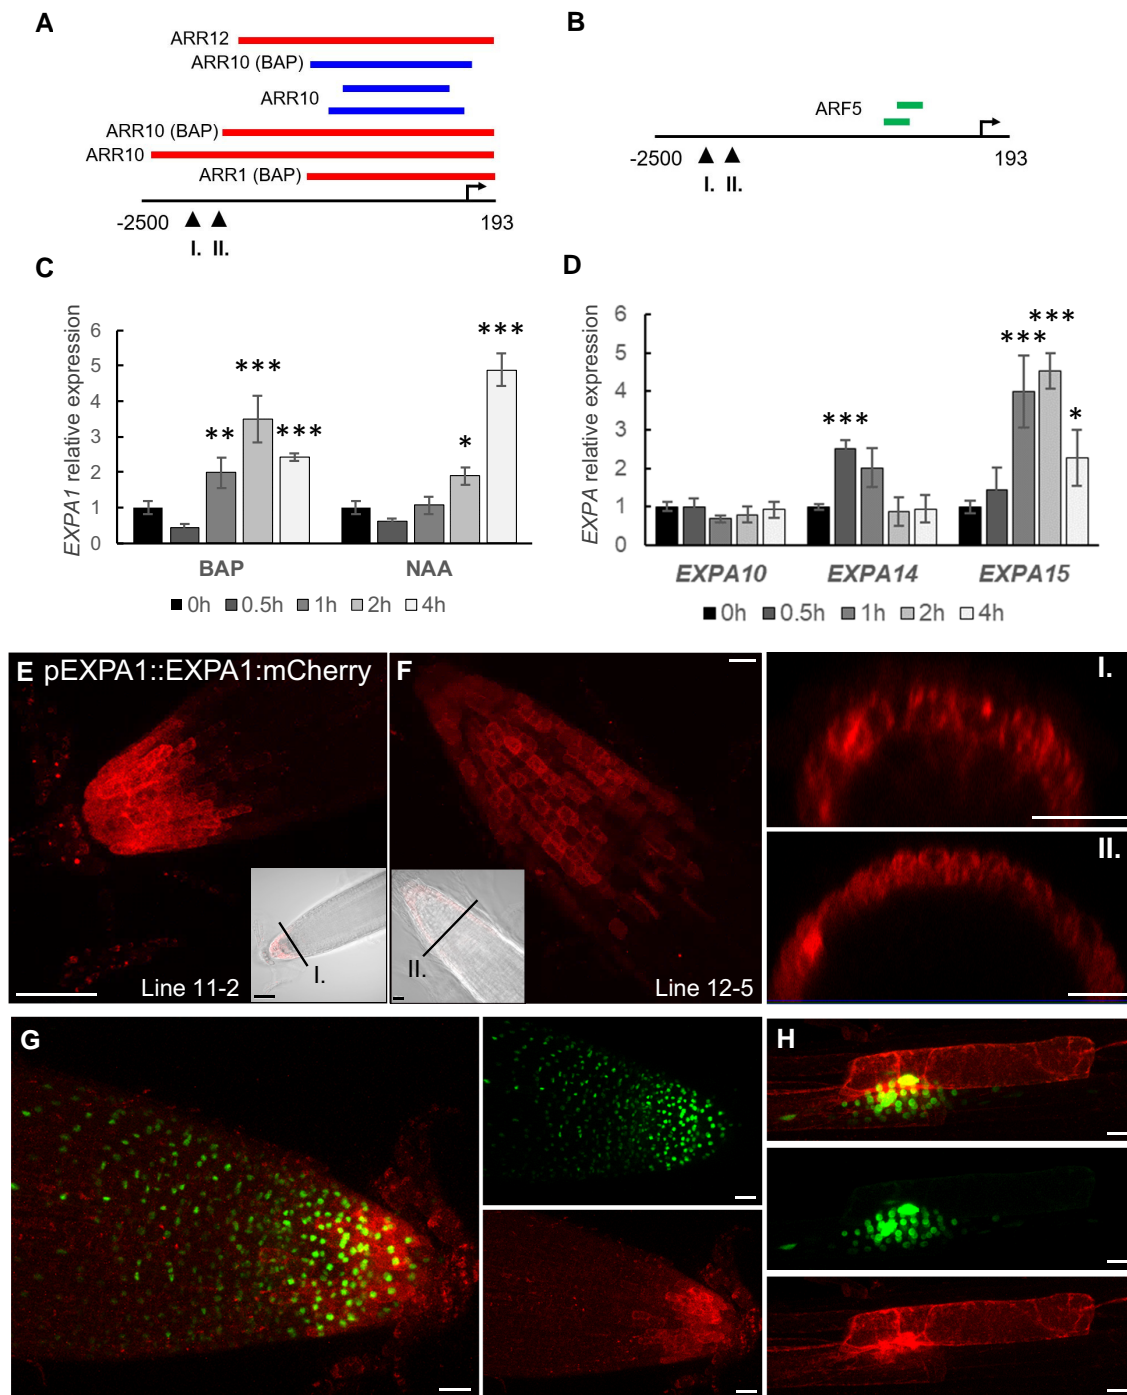 A
ARR12
ARR10 (BAP)
ARR10
ARR10 (BAP)
ARR10
ARR1 (BAP)
-2500
193
I.
II.
B
ARF5
-2500
193
I.
II.
C
EXPA1 relative expression
6
5
4
3
2
1
0
**
***
***
*
***
BAP
NAA
0h
0.5h
1h
2h
4h
D
EXPA relative expression
6
5
4
3
2
1
0
***
***
***
*
EXPA10
EXPA14
EXPA15
0h
0.5h
1h
2h
4h
E pEXPA1::EXPA1:mCherry
I.
Line 11-2
F
II.
Line 12-5
I.
II.
G
H